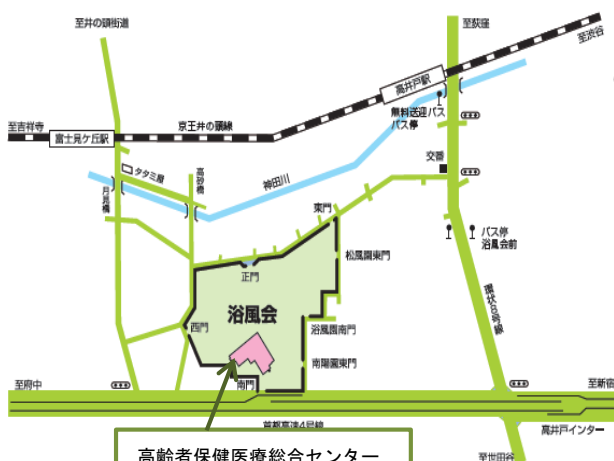 至井の頭街道
至荻窪
至渋谷
高井戸駅
無料送迎バス
バス停
至吉祥寺
京王井の頭線
富士見ケ丘駅
交番
タタミ屋
高砂橋
神田川
月見橋
東門
バス停
浴風会前
松風園東門
正門
環状8号線
浴風会
西門
浴風園南門
南陽園東門
至府中
南門
至新宿
首都高速4号線
高井戸インター
高齢者保健医療総合センター
至世田谷